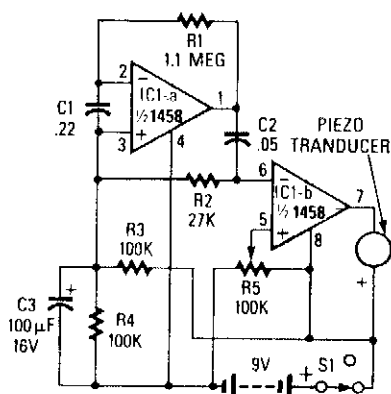 R1
1.1 MEG
2
IC1-a
½ 1458
1
3
4
C1
.22
C2
.05
PIEZO
TRANDUCER
6
IC1-b
½ 1458
7
5
8
R2
27K
R3
100K
R5
100K
C3
100µF
16V
+
R4
100K
9V
+
S1
+